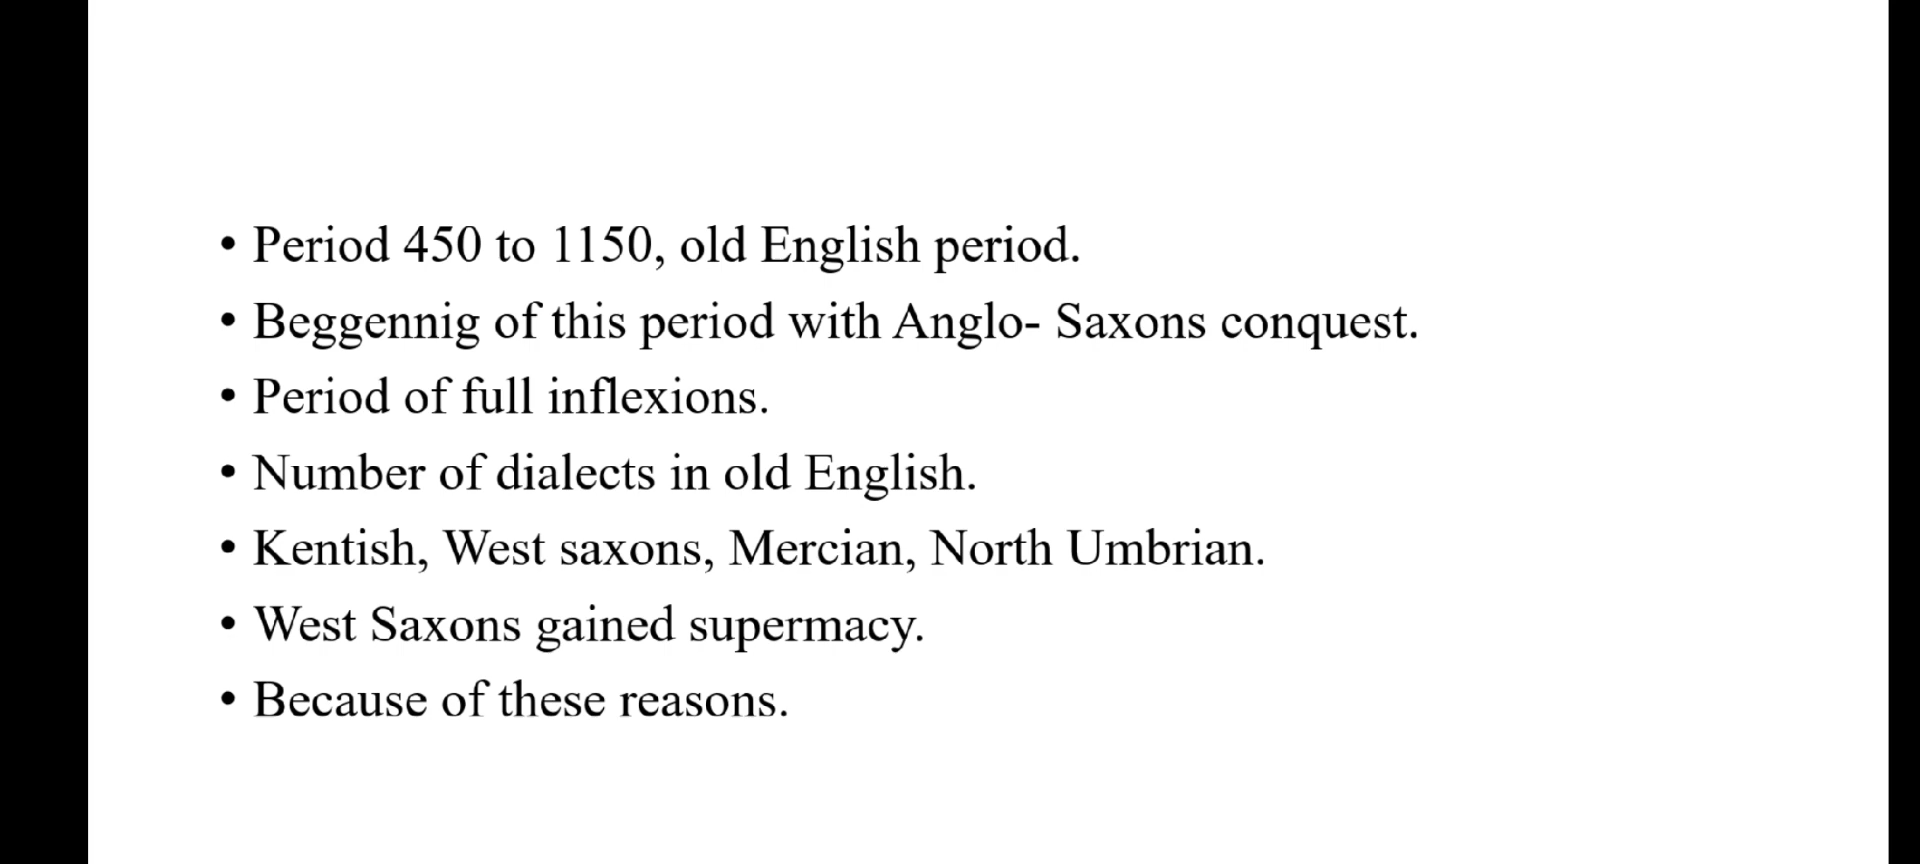 • Period 450 to 1150, old English period.
• Beggennig of this period with Anglo- Saxons conquest.
• Period of full inflexions.
• Number of dialects in old English.
• Kentish, West saxons, Mercian, North Umbrian.
• West Saxons gained supermacy.
• Because of these reasons.